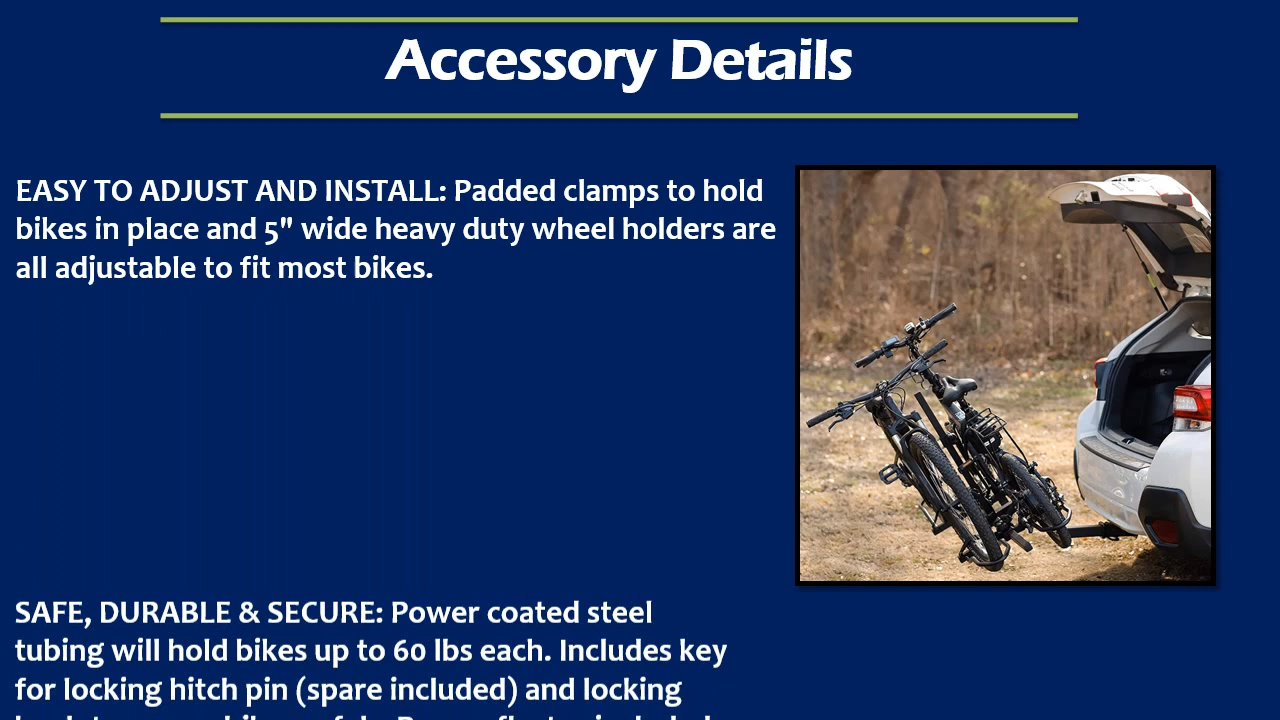 Accessory Details
EASY TO ADJUST AND INSTALL: Padded clamps to hold
bikes in place and 5" wide heavy duty wheel holders are
all adjustable to fit most bikes.
SAFE, DURABLE & SECURE: Power coated steel
tubing will hold bikes up to 60 lbs each. Includes key
for locking hitch pin (spare included) and locking